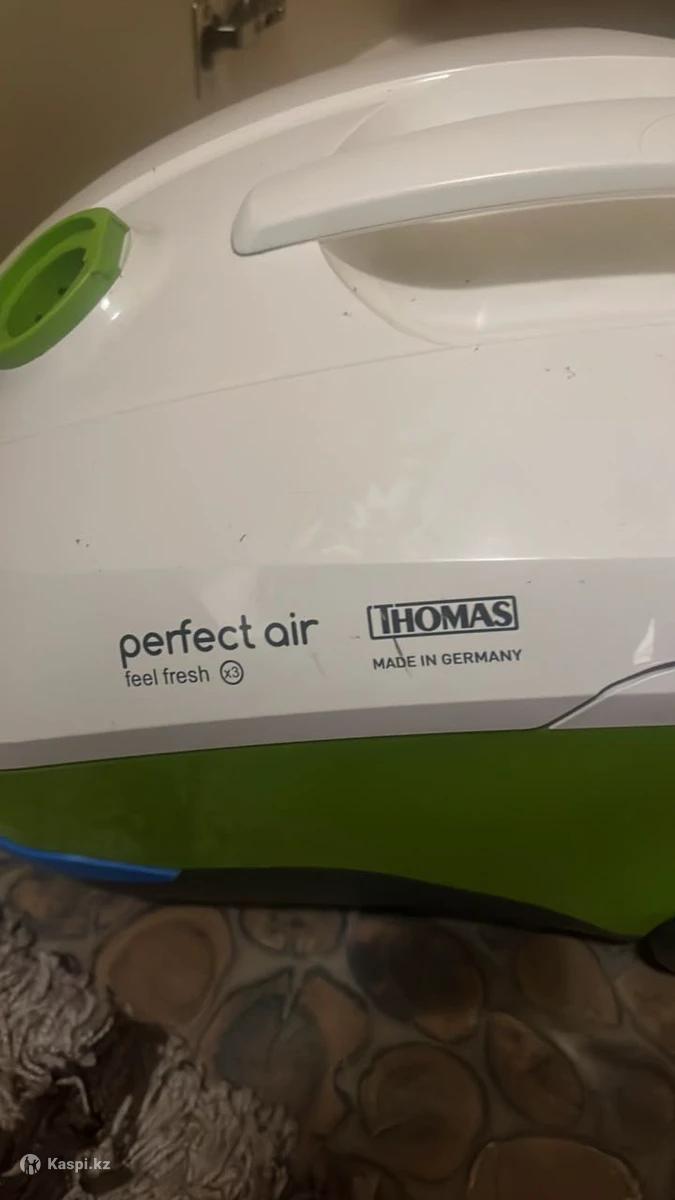 perfect air
feel fresh x3
THOMAS
MADE IN GERMANY
Kaspi.kz